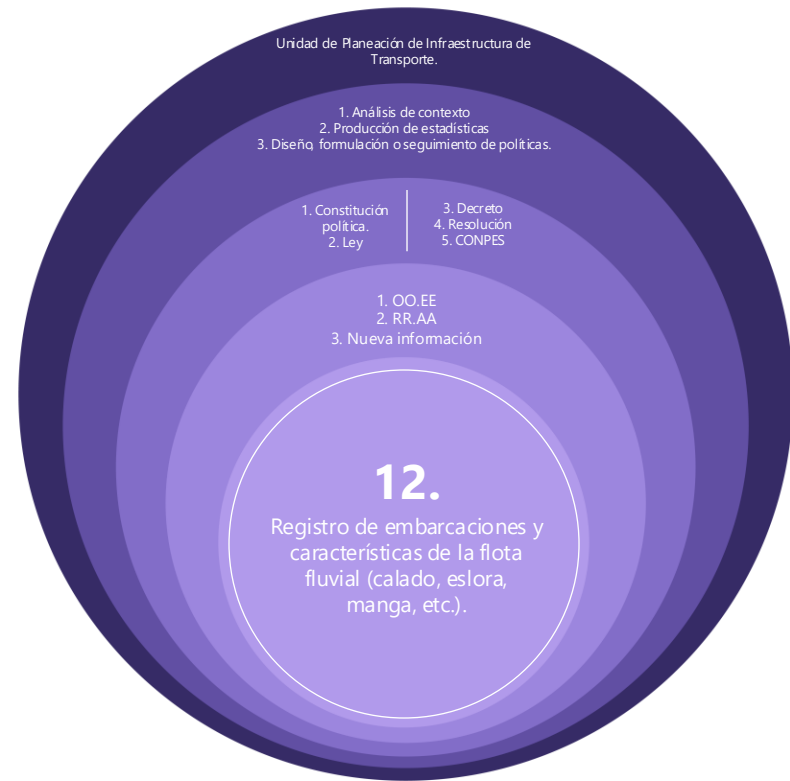 Unidad de Planeación de Infraestructura de
Transporte.
1. Análisis de contexto
2. Producción de estadísticas
3. Diseño, formulación o seguimiento de políticas.
1. Constitución
política.
2. Ley
3. Decreto
4. Resolución
5. CONPES
1. OO.EE
2. RR.AA
3. Nueva información
12.
Registro de embarcaciones y
características de la flota
fluvial (calado, eslora,
manga, etc.).